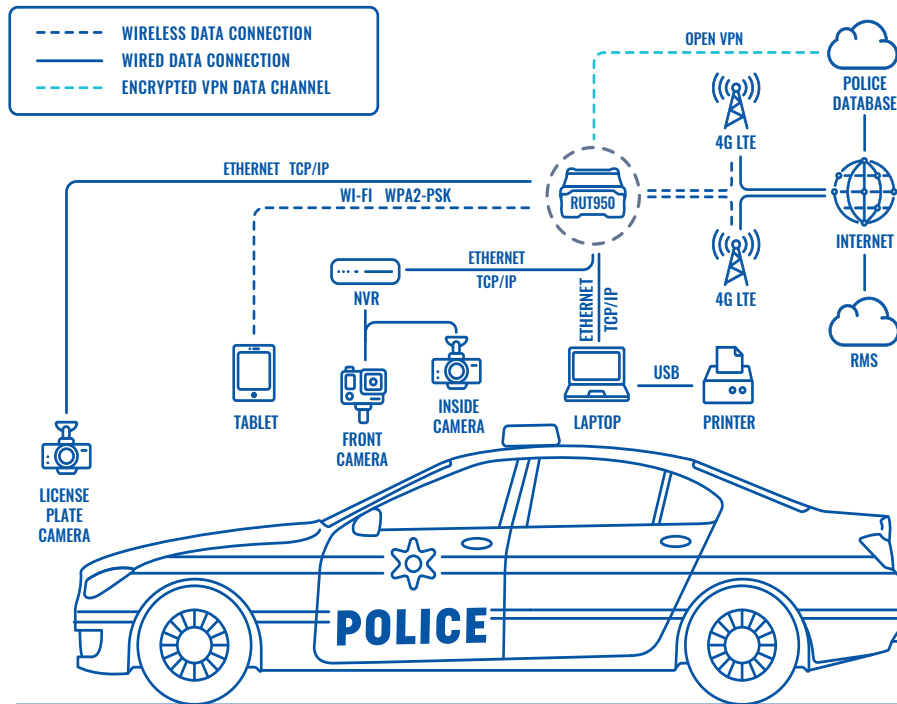 WIRELESS DATA CONNECTION
WIRED DATA CONNECTION
ENCRYPTED VPN DATA CHANNEL
OPEN VPN
POLICE
DATABASE
4G LTE
ETHERNET TCP/IP
WI-FI WPA2-PSK
RUT950
INTERNET
ETHERNET
TCP/IP
NVR
ETHERNET
TCP/IP
4G LTE
RMS
TABLET
FRONT
CAMERA
INSIDE
CAMERA
LAPTOP
USB
PRINTER
LICENSE
PLATE
CAMERA
POLICE